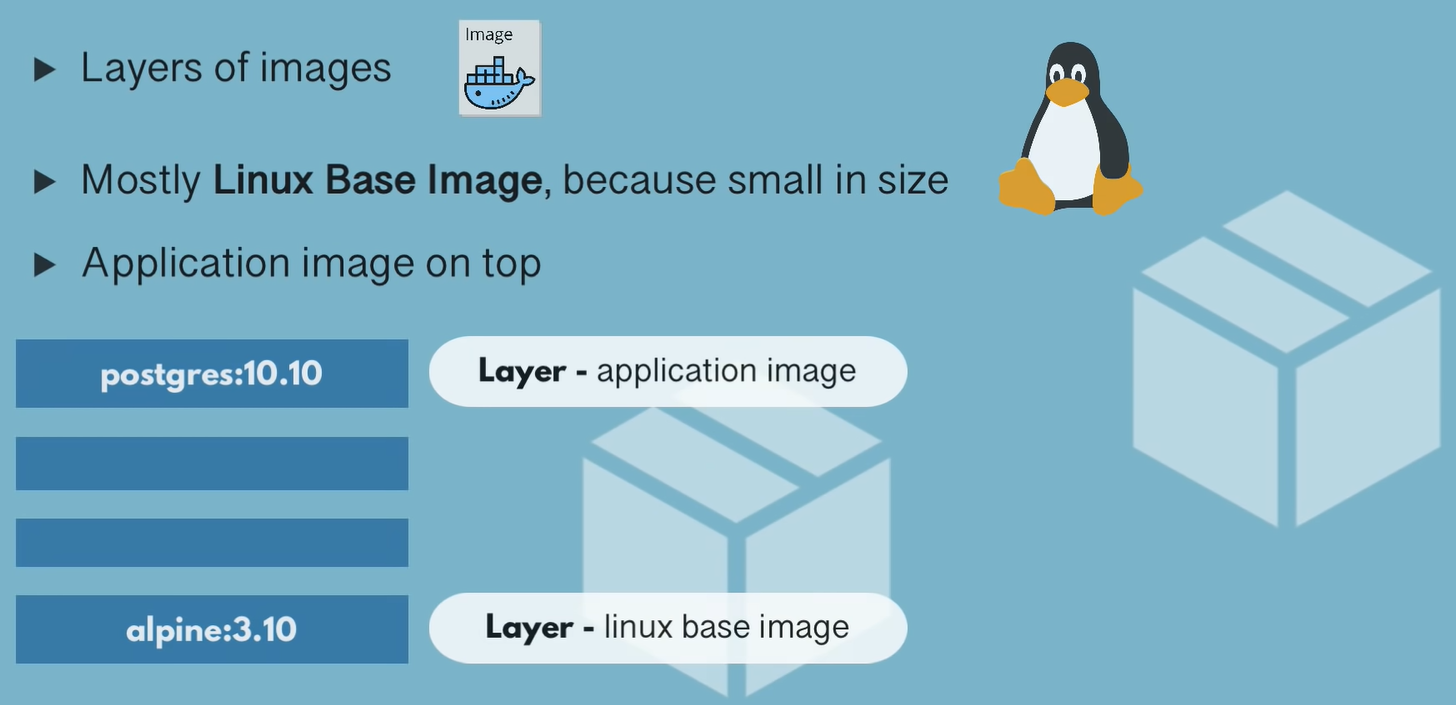 Image
Layers of images
Mostly Linux Base Image, because small in size
Application image on top
postgres:10.10
Layer - application image
alpine:3.10
Layer - linux base image